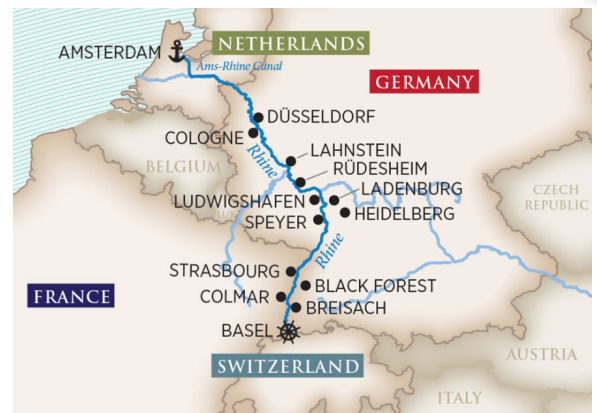 AMSTERDAM
NETHERLANDS
Ams-Rhine Canal
GERMANY
DÜSSELDORF
COLOGNE
Rhine
LAHNSTEIN
BELGIUM
RÜDESHEIM
LADENBURG
CZECH
REPUBLIC
LUDWIGSHAFEN
HEIDELBERG
LUX
SPEYER
Rhine
STRASBOURG
BLACK FOREST
FRANCE
COLMAR
BREISACH
BASEL
SWITZERLAND
AUSTRIA
ITALY